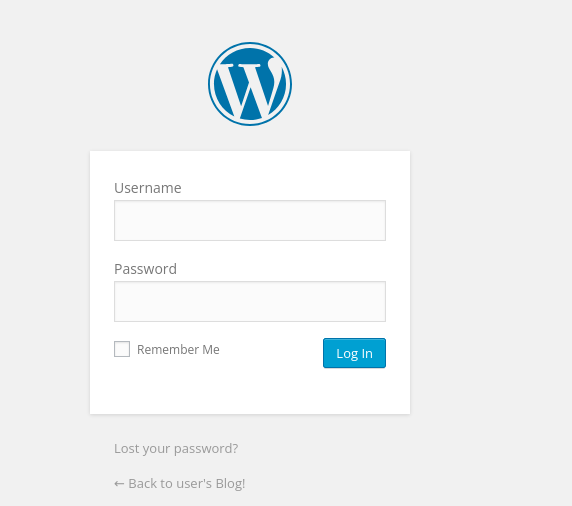 Username
Password
Remember Me
Log In
Lost your password?
← Back to user's Blog!